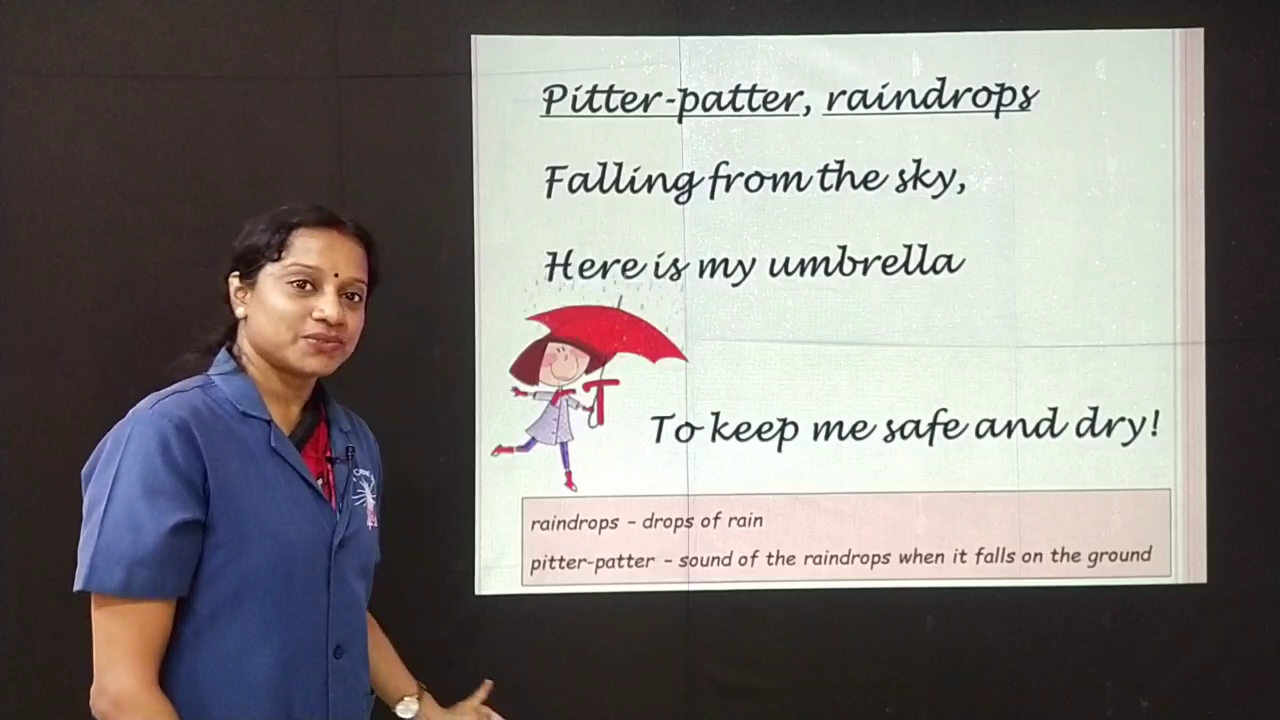 Pitter-patter, raindrops
Falling from the sky,
Here is my umbrella
To keep me safe and dry!
raindrops – drops of rain
pitter-patter – sound of the raindrops when it falls on the ground